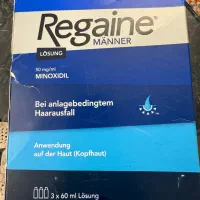 Regaine®
MÄNNER
LÖSUNG
50 mg/ml
MINOXIDIL
Bei anlagebedingtem
Haarausfall
Anwendung
auf der Haut (Kopfhaut)
3 x 60 ml Lösung